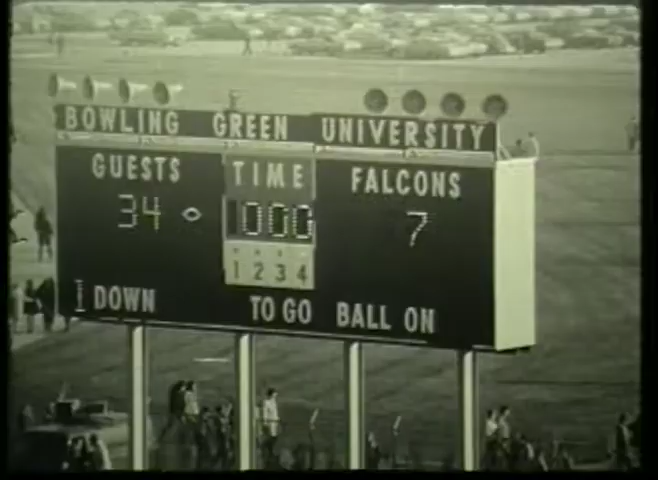 BOWLING GREEN UNIVERSITY
GUESTS TIME FALCONS
34 000 7
1 2 3 4
1 DOWN TO GO BALL ON